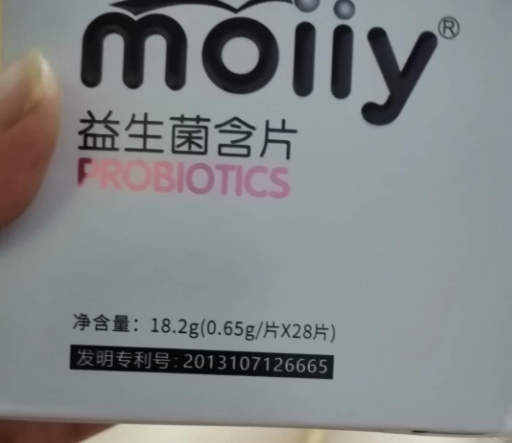 moiiy®
益生菌含片
PROBIOTICS
净含量：18.2g(0.65g/片X28片)
发明专利号:2013107126665